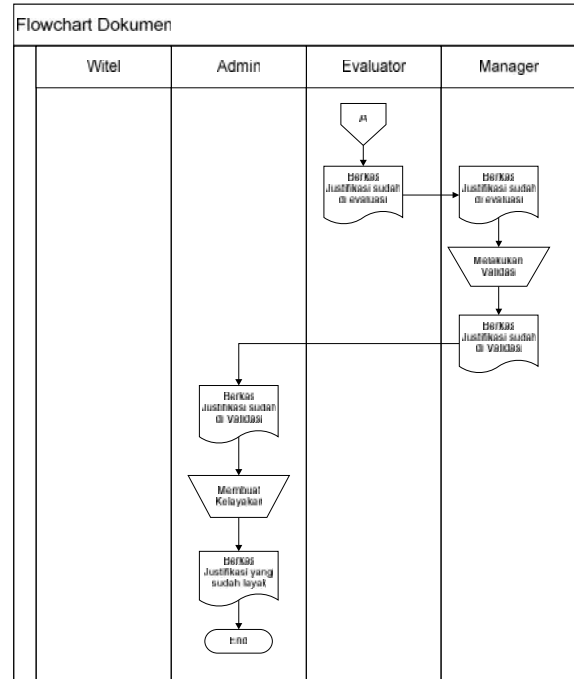 Flowchart Dokumen
Witel
Admin
Evaluator
Manager
A
Berkas
Justifikasi sudah
di evaluasi
Berkas
Justifikasi sudah
di evaluasi
Melakukan
Validasi
Berkas
Justifikasi sudah
di Validasi
Berkas
Justifikasi sudah
di Validasi
Membuat
Kelayakan
Berkas
Justifikasi yang
sudah layak
End